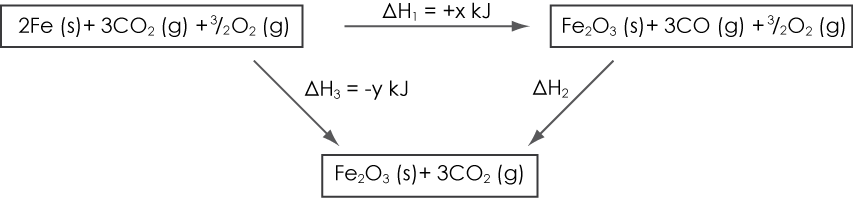 2Fe (s)+ 3CO₂ (g) +³/₂O₂ (g)
ΔH₁ = +x kJ
Fe₂O₃ (s)+ 3CO (g) +³/₂O₂ (g)
ΔH₃ = -y kJ
ΔH₂
Fe₂O₃ (s)+ 3CO₂ (g)